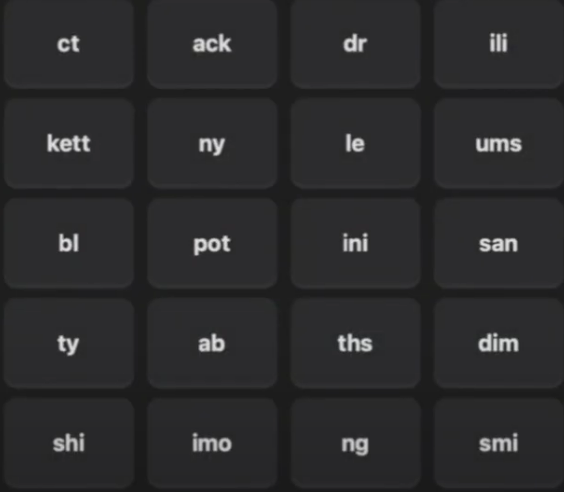 ct ack dr ili
kett ny le ums
bl pot ini san
ty ab ths dim
shi imo ng smi